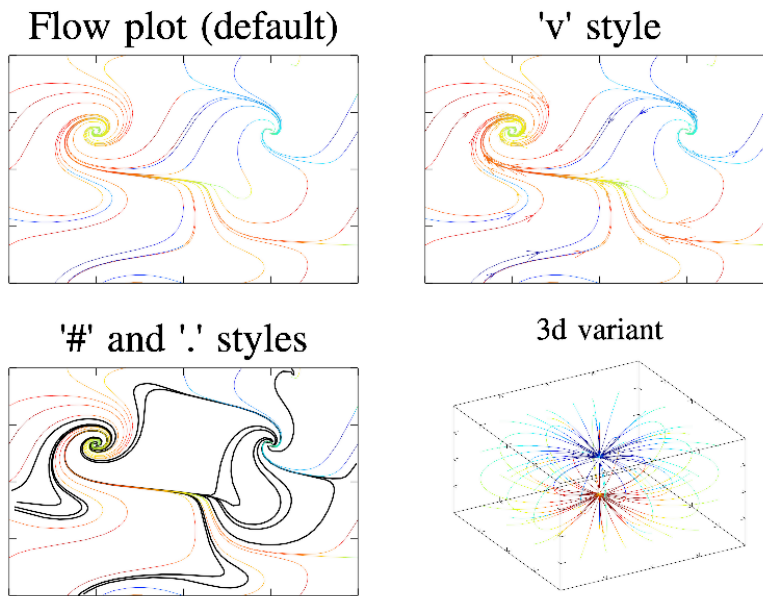 Flow plot (default)
'v' style
'#' and '.' styles
3d variant